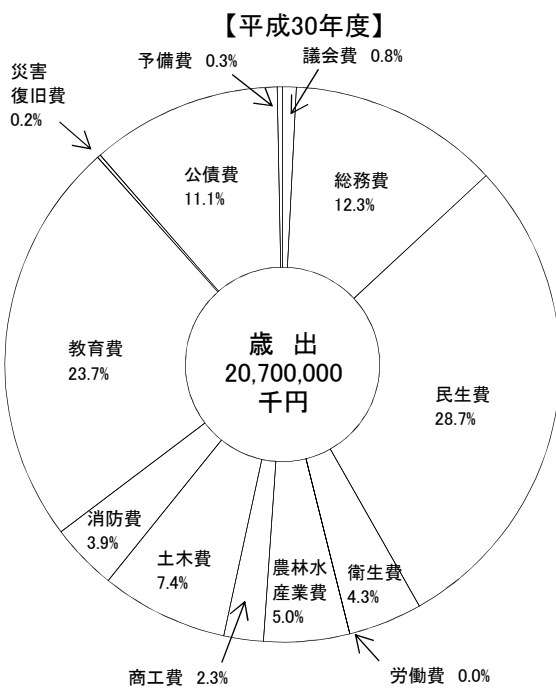 【平成30年度】
予備費 0.3%
議会費 0.8%
災害
復旧費
0.2%
公債費
11.1%
総務費
12.3%
教育費
23.7%
歳 出
20,700,000
千円
民生費
28.7%
消防費
3.9%
土木費
7.4%
農林水
産業費
5.0%
衛生費
4.3%
商工費 2.3%
労働費 0.0%